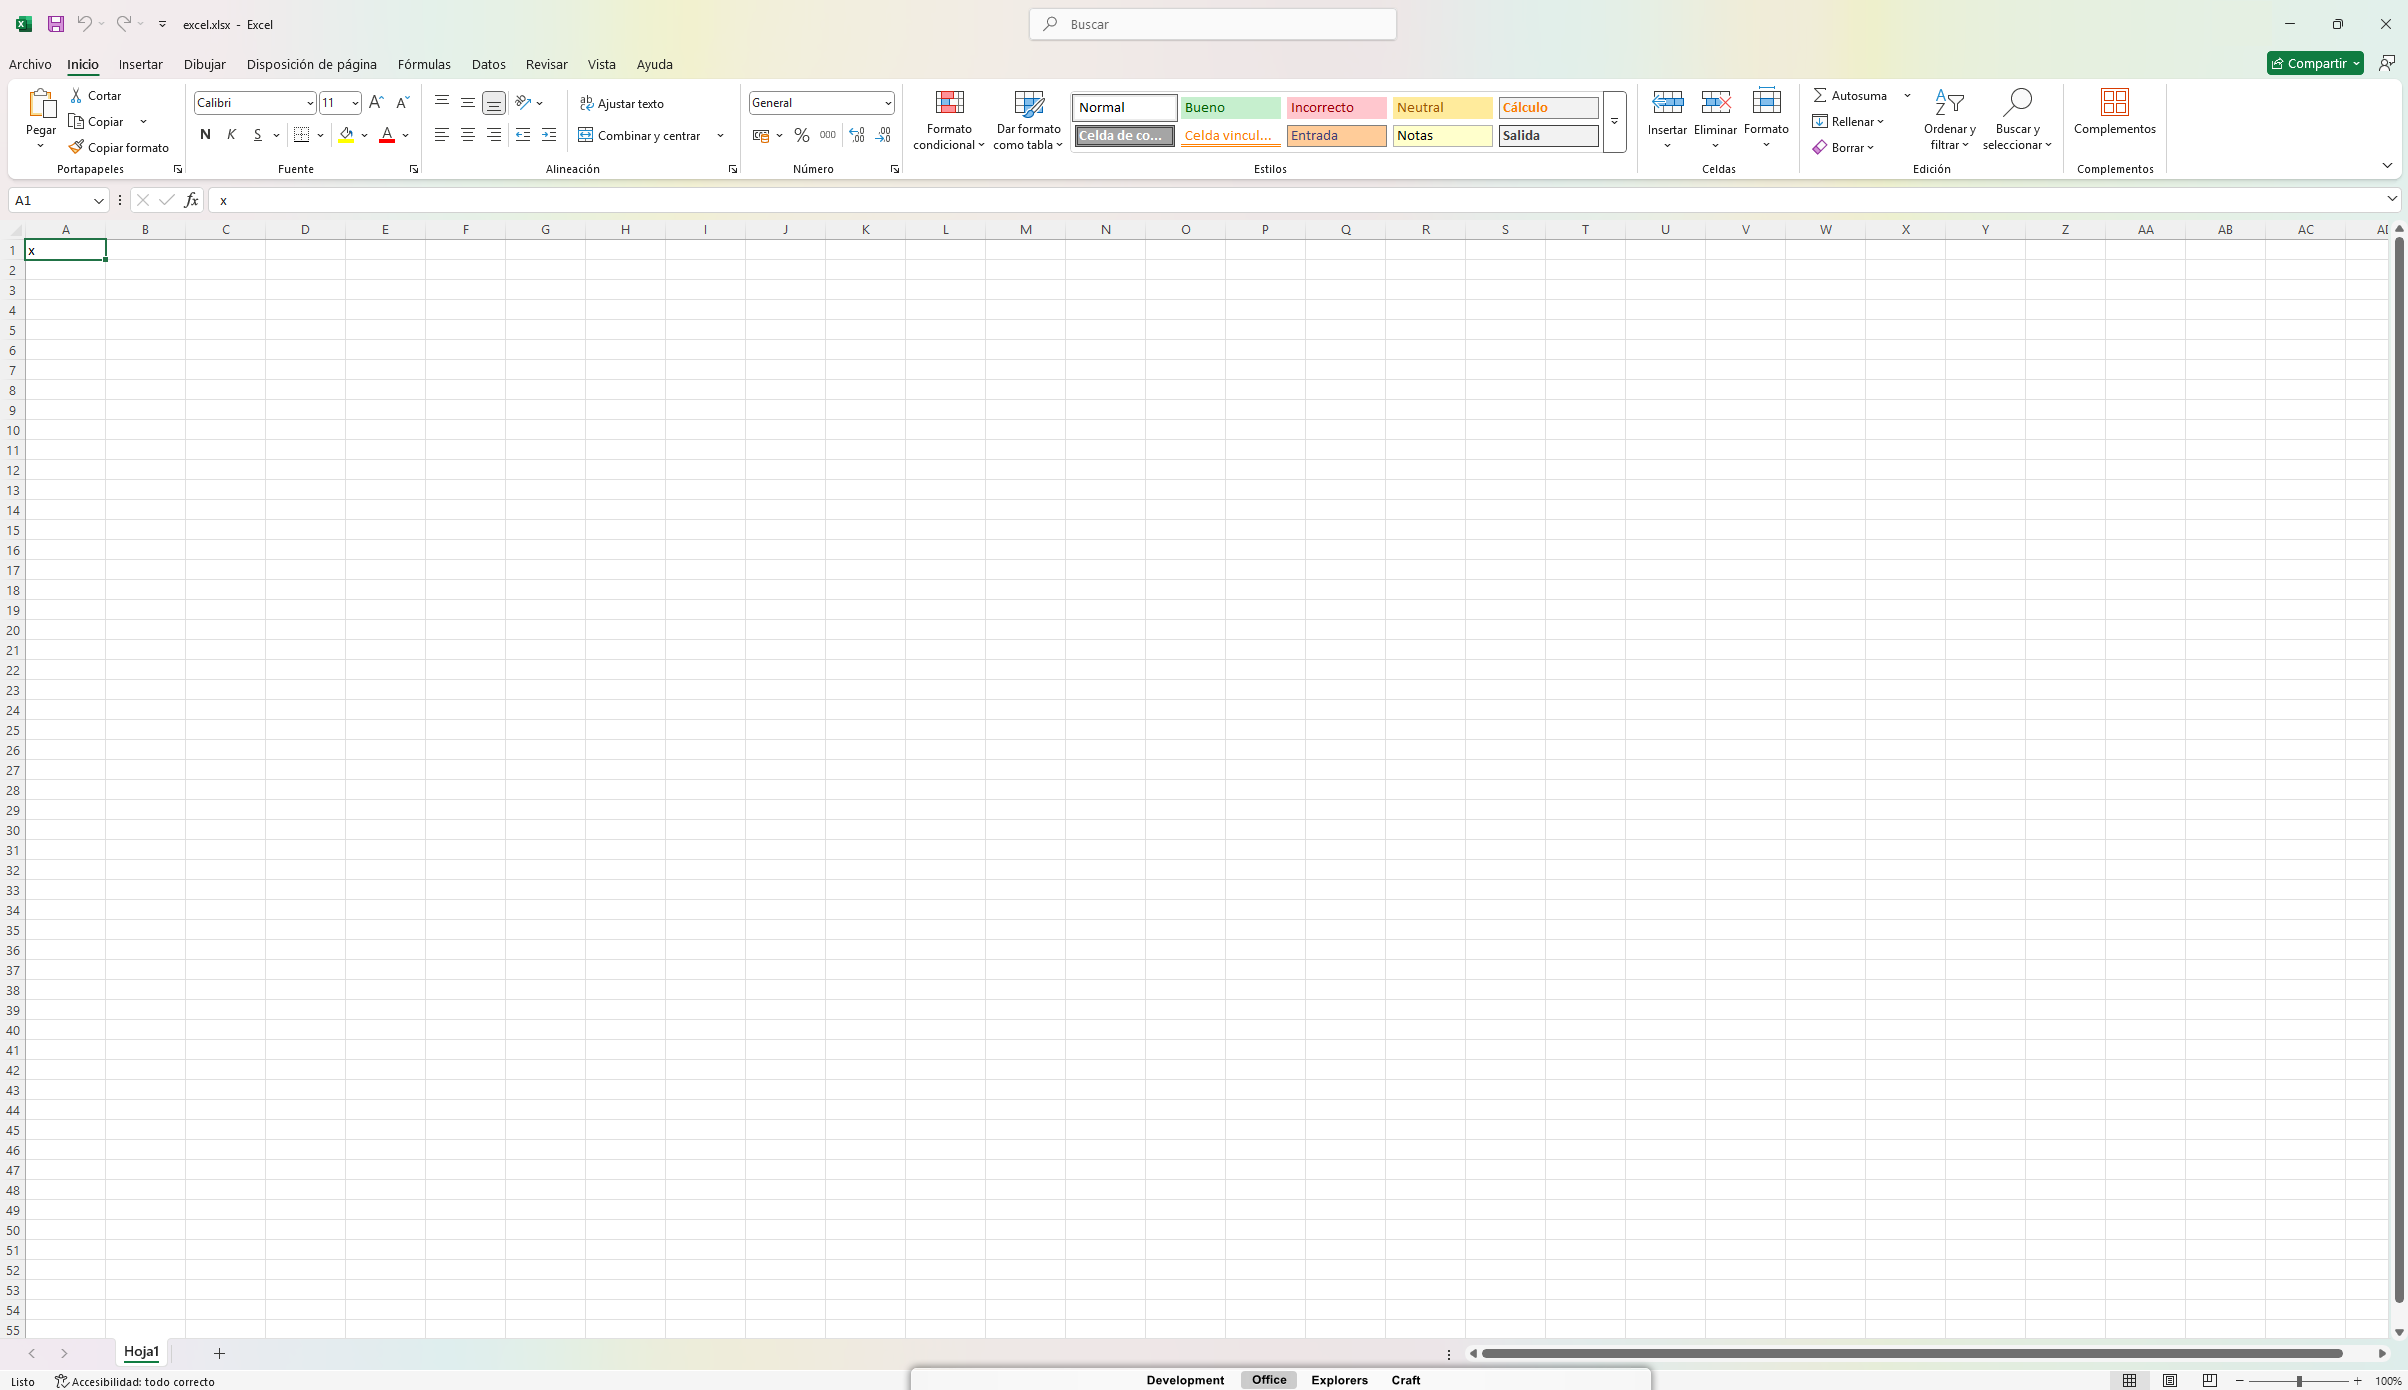 excel.xlsx - Excel
Buscar
Archivo Inicio Insertar Dibujar Disposición de página Fórmulas Datos Revisar Vista Ayuda Compartir
Pegar
Cortar
Copiar
Copiar formato
Portapapeles
Calibri 11
N K S
Fuente
Ajustar texto
Combinar y centrar
Alineación
General
% 000
Número
Formato condicional
Dar formato como tabla
Normal Bueno Incorrecto Neutral Cálculo
Celda de co... Celda vincul... Entrada Notas Salida
Estilos
Insertar Eliminar Formato
Celdas
Autosuma
Rellenar
Borrar
Ordenar y filtrar
Buscar y seleccionar
Edición
Complementos
Complementos
A1 fx x
A B C D E F G H I J K L M N O P Q R S T U V W X Y Z AA AB AC AD
1 x
2
3
4
5
6
7
8
9
10
11
12
13
14
15
16
17
18
19
20
21
22
23
24
25
26
27
28
29
30
31
32
33
34
35
36
37
38
39
40
41
42
43
44
45
46
47
48
49
50
51
52
53
54
55
Hoja1
Listo Accesibilidad: todo correcto
Development Office Explorers Craft
100%